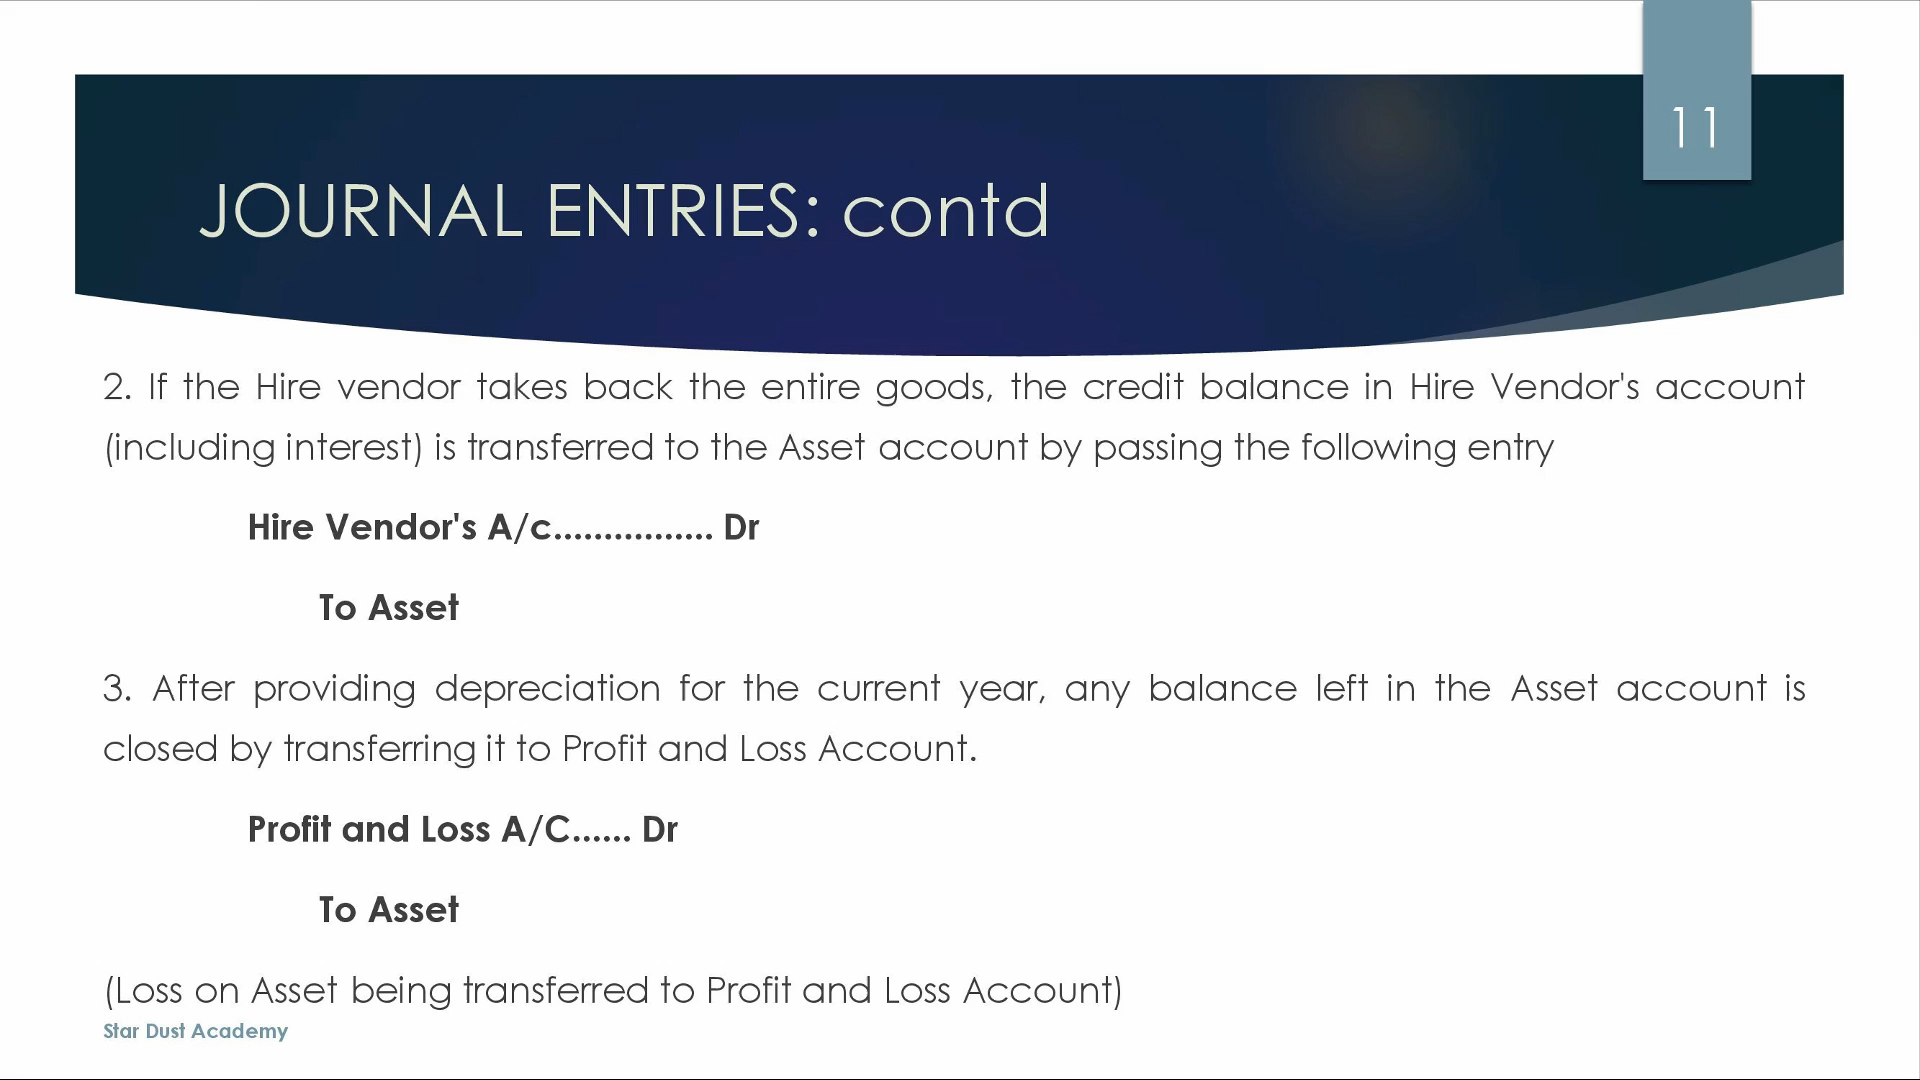 11
JOURNAL ENTRIES: contd
2. If the Hire vendor takes back the entire goods, the credit balance in Hire Vendor's account
(including interest) is transferred to the Asset account by passing the following entry
Hire Vendor's A/c................ Dr
To Asset
3. After providing depreciation for the current year, any balance left in the Asset account is
closed by transferring it to Profit and Loss Account.
Profit and Loss A/C...... Dr
To Asset
(Loss on Asset being transferred to Profit and Loss Account)
Star Dust Academy